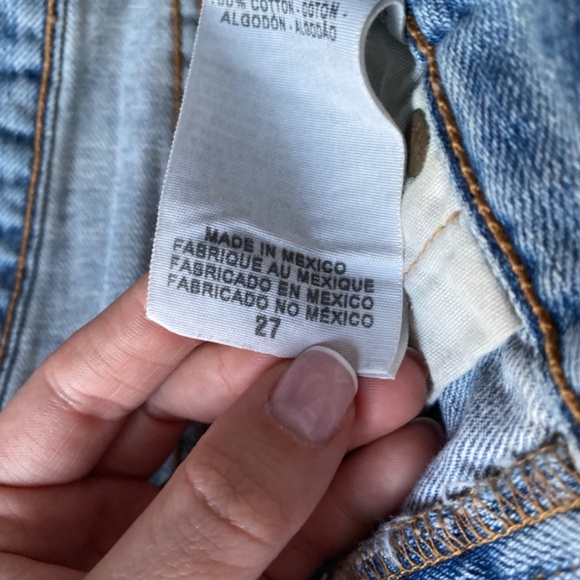 100% COTTON - COTON -
ALGODÓN - ALGODÃO
MADE IN MEXICO
FABRIQUE AU MEXIQUE
FABRICADO EN MEXICO
FABRICADO NO MÉXICO
27